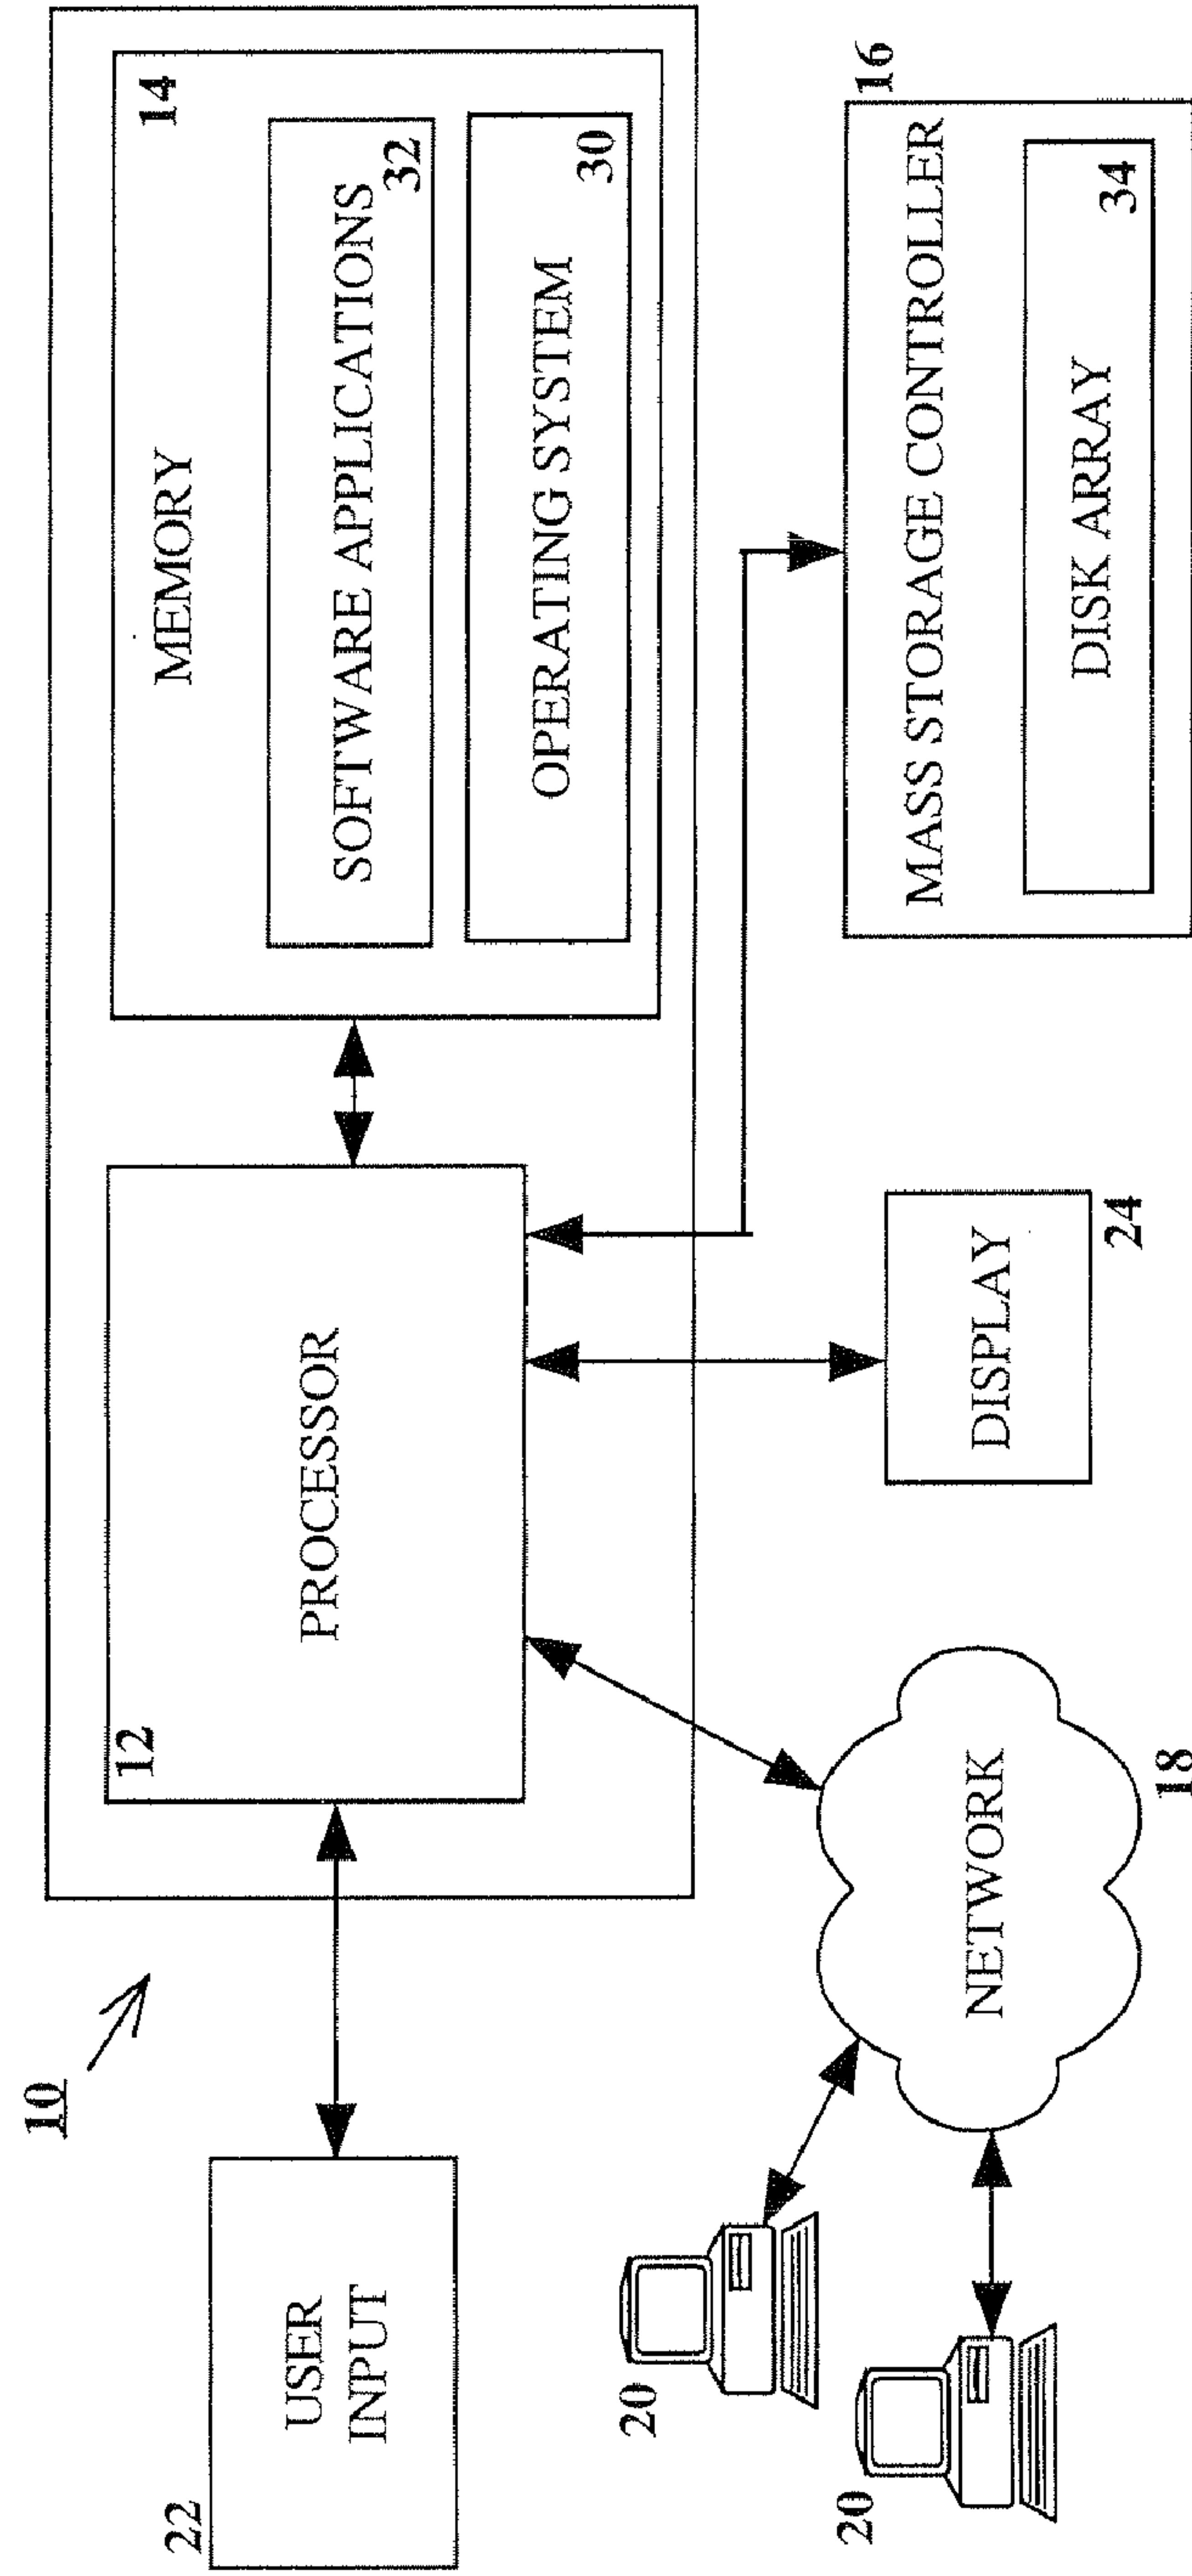 10
22
USER
INPUT
12
PROCESSOR
14
MEMORY
SOFTWARE APPLICATIONS
32
OPERATING SYSTEM
30
20
20
NETWORK
18
DISPLAY
24
16
MASS STORAGE CONTROLLER
DISK ARRAY
34